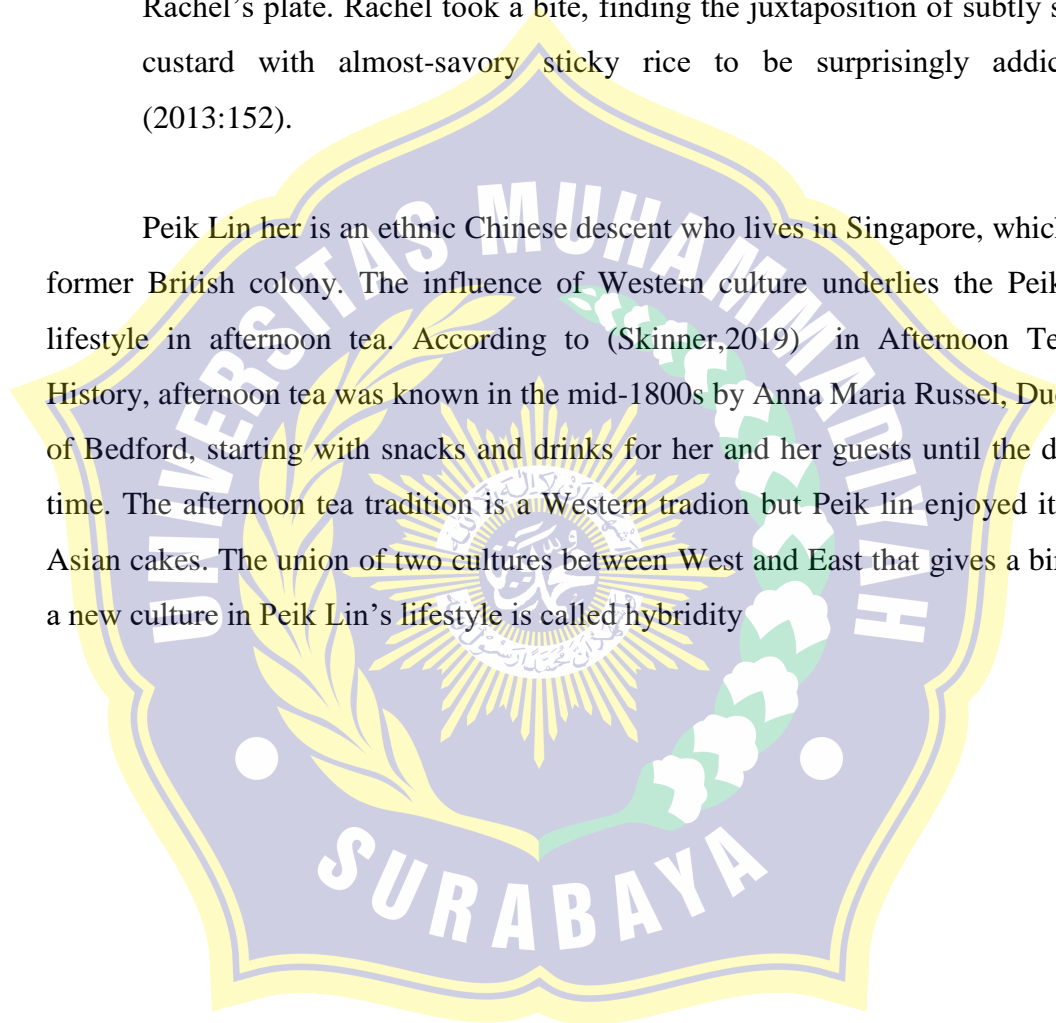 Rachel's plate. Rachel took a bite, finding the juxtaposition of subtly s
custard with almost-savory sticky rice to be surprisingly addic
(2013:152).
Peik Lin her is an ethnic Chinese descent who lives in Singapore, which
former British colony. The influence of Western culture underlies the Peik
lifestyle in afternoon tea. According to (Skinner,2019) in Afternoon Te
History, afternoon tea was known in the mid-1800s by Anna Maria Russel, Duc
of Bedford, starting with snacks and drinks for her and her guests until the d
time. The afternoon tea tradition is a Western tradion but Peik lin enjoyed it
Asian cakes. The union of two cultures between West and East that gives a bir
a new culture in Peik Lin's lifestyle is called hybridity
UNIVERSITAS MUHAMMADIYAH
SURABAYA